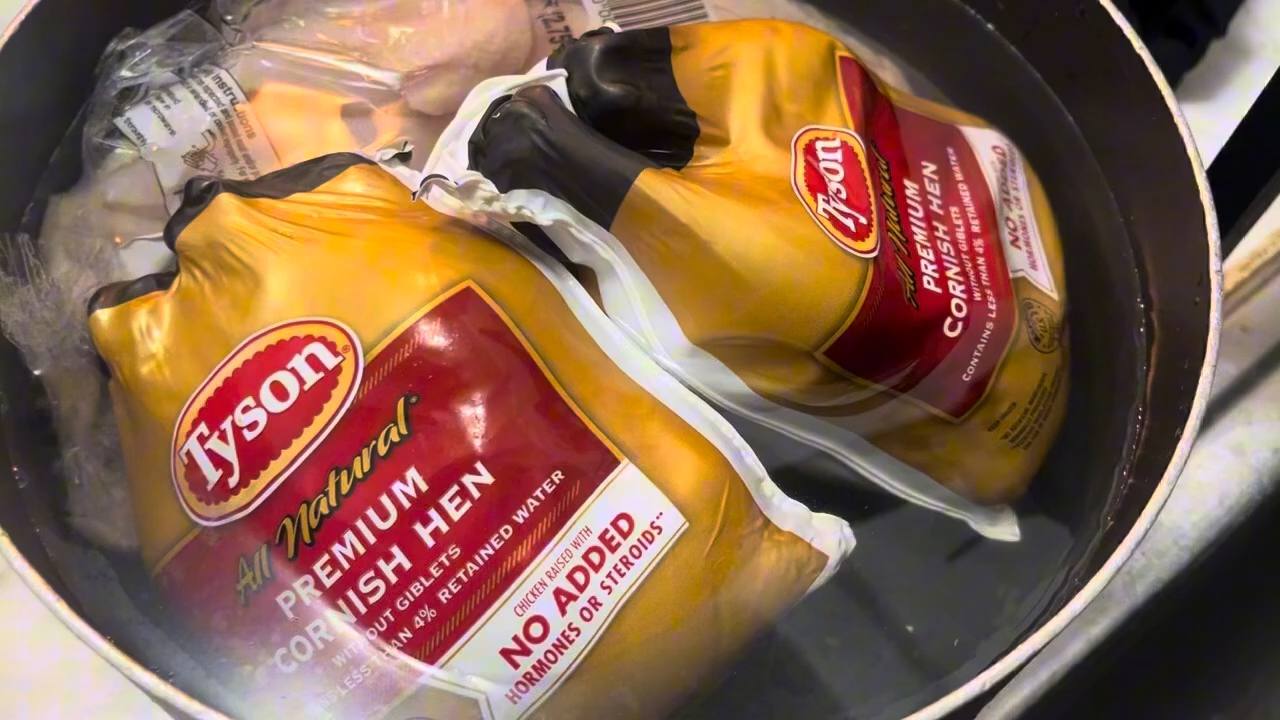 12.75
Tyson
All Natural
PREMIUM
CORNISH HEN
WITHOUT GIBLETS
CONTAINS LESS THAN 4% RETAINED WATER
NO ADDED
HORMONES OR STEROIDS
Tyson®
All Natural
PREMIUM
CORNISH HEN
WITHOUT GIBLETS
LESS THAN 4% RETAINED WATER
CHICKEN RAISED WITH
NO ADDED
HORMONES OR STEROIDS**